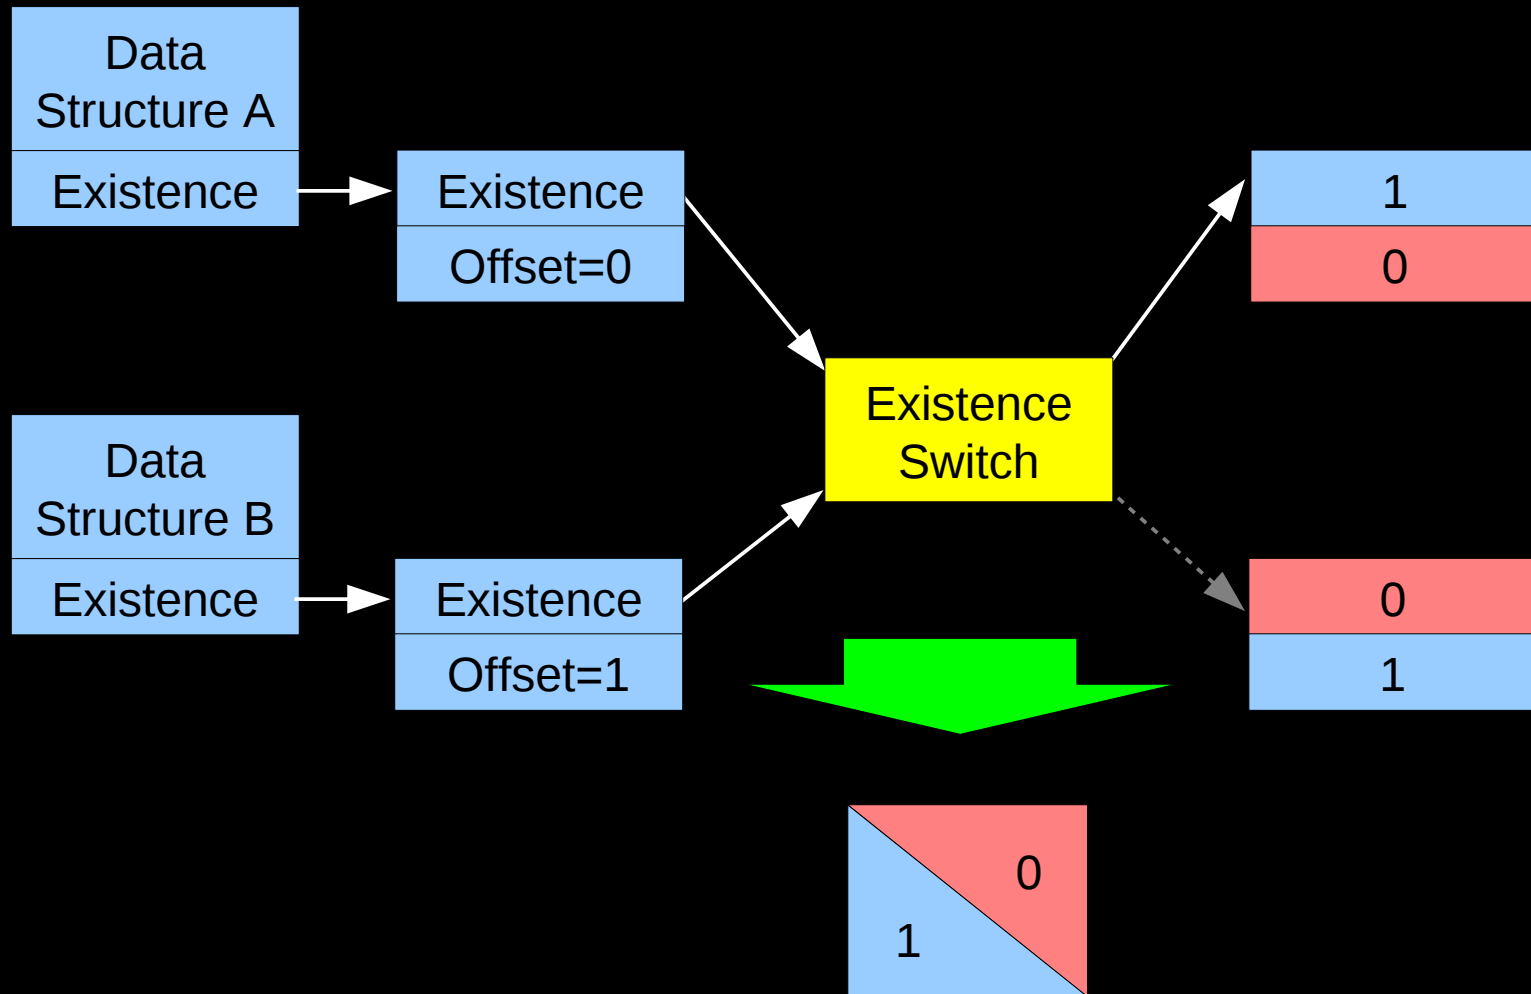 Data
Structure A
Existence
Existence
Offset=0
1
0
Existence
Switch
Data
Structure B
Existence
Existence
Offset=1
0
1
0
1